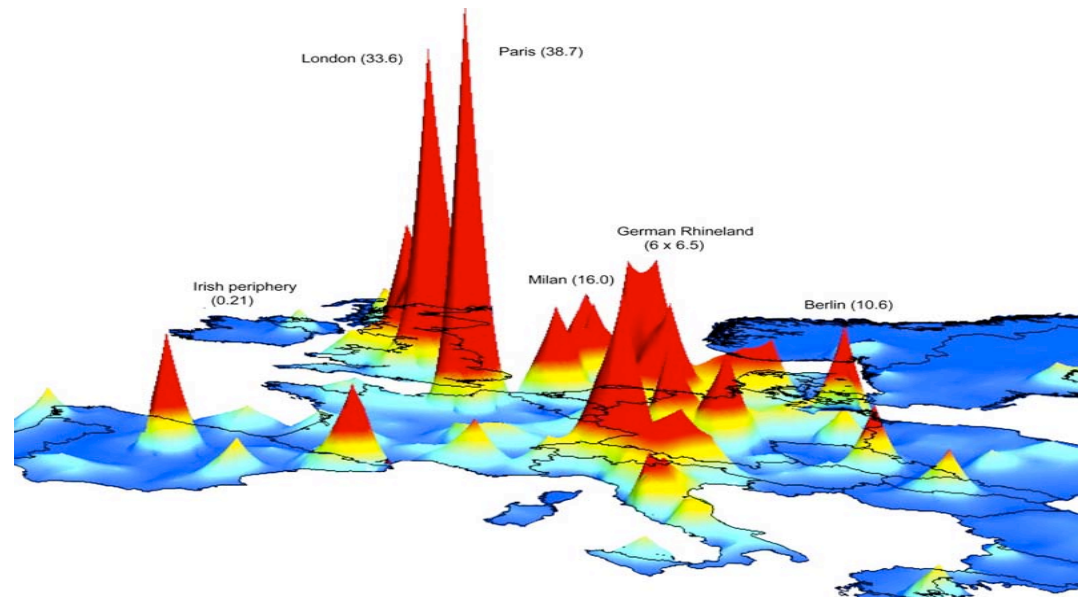 London (33.6)
Paris (38.7)
German Rhineland
(6 x 6.5)
Milan (16.0)
Irish periphery
(0.21)
Berlin (10.6)